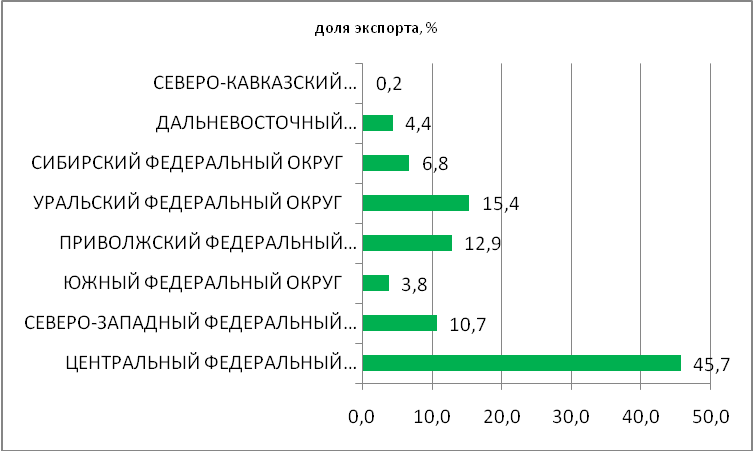 доля экспорта, %
СЕВЕРО-КАВКАЗСКИЙ... 0,2
ДАЛЬНЕВОСТОЧНЫЙ... 4,4
СИБИРСКИЙ ФЕДЕРАЛЬНЫЙ ОКРУГ 6,8
УРАЛЬСКИЙ ФЕДЕРАЛЬНЫЙ ОКРУГ 15,4
ПРИВОЛЖСКИЙ ФЕДЕРАЛЬНЫЙ... 12,9
ЮЖНЫЙ ФЕДЕРАЛЬНЫЙ ОКРУГ 3,8
СЕВЕРО-ЗАПАДНЫЙ ФЕДЕРАЛЬНЫЙ... 10,7
ЦЕНТРАЛЬНЫЙ ФЕДЕРАЛЬНЫЙ... 45,7
0,0 10,0 20,0 30,0 40,0 50,0